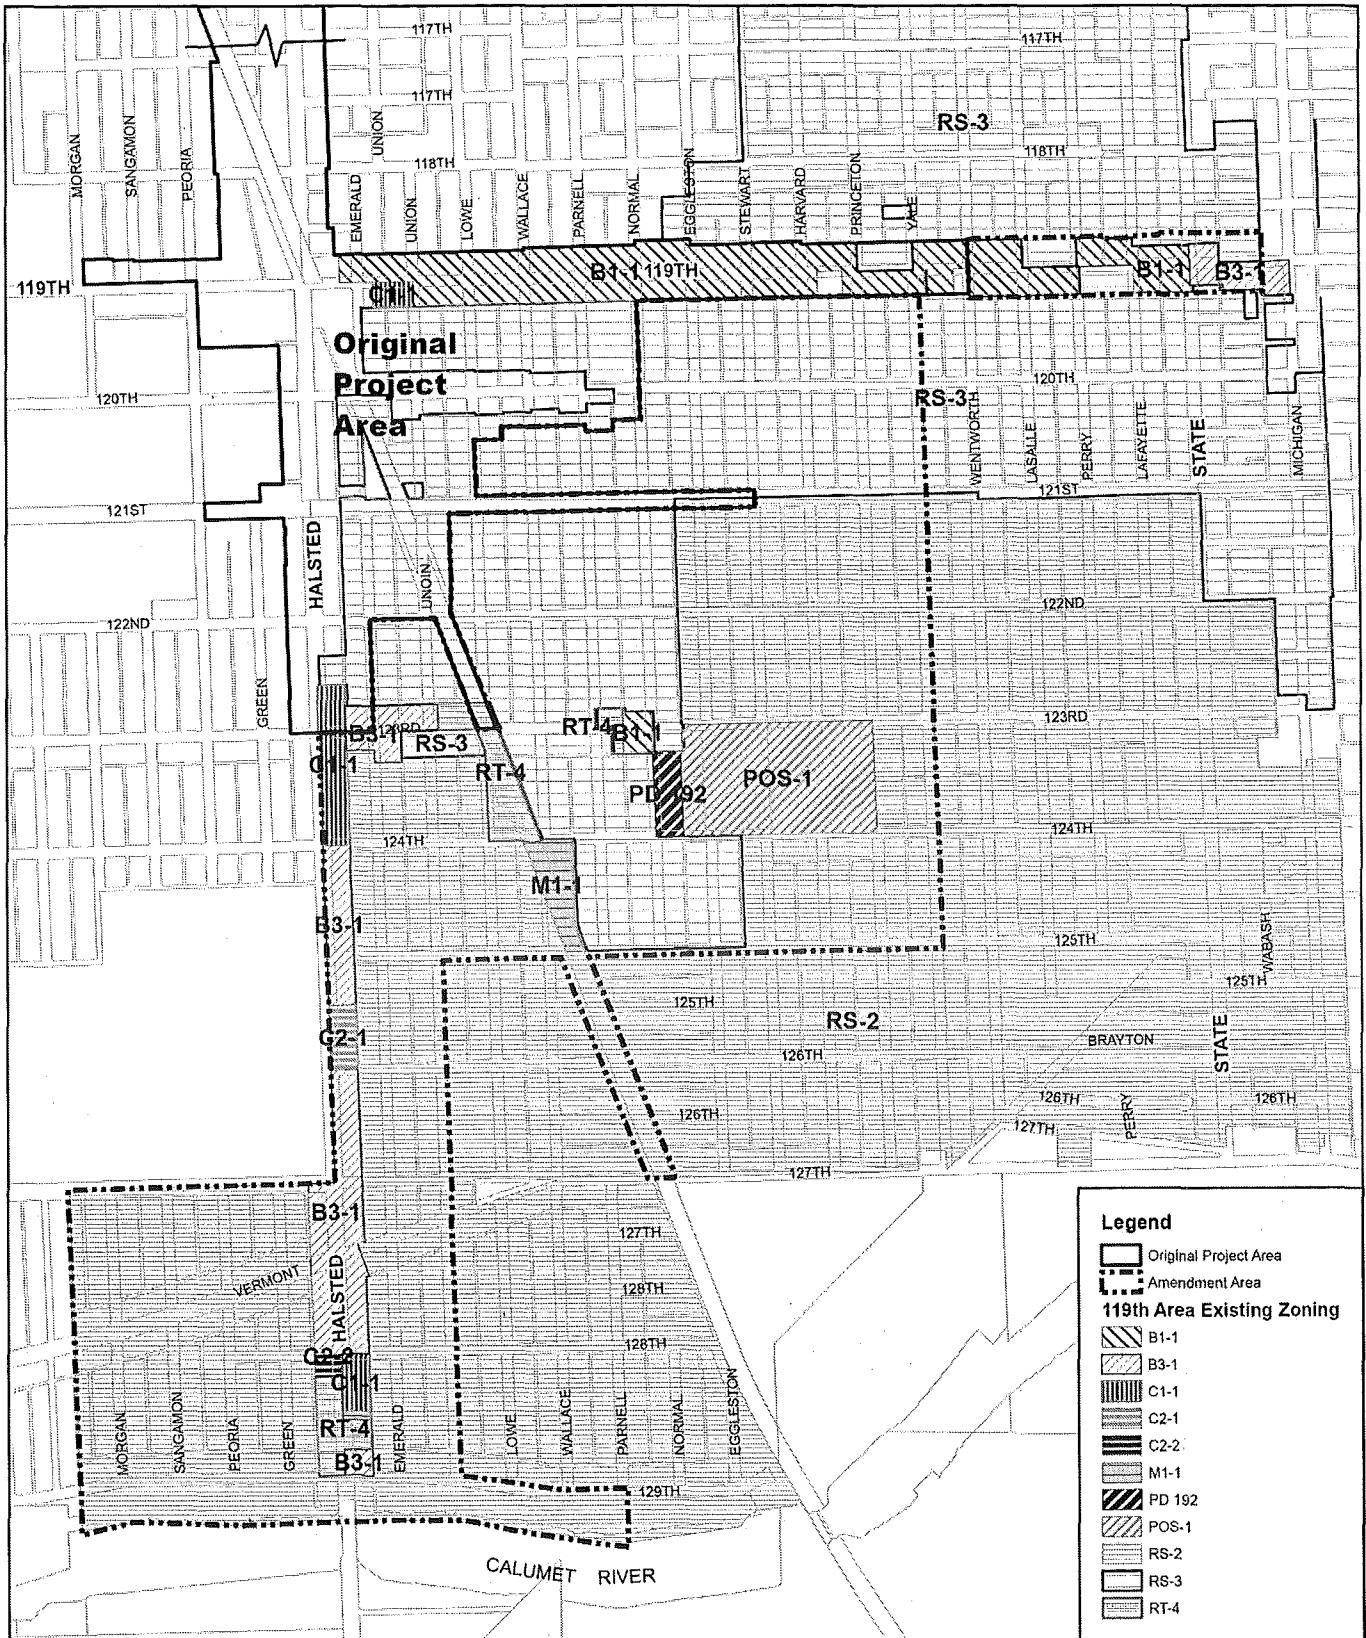 117TH
117TH
117TH
RS-3
MORGAN
SANGAMON
PEORIA
UNION
118TH
118TH
EMERALD
UNION
LOWE
WALLACE
PARNELL
NORMAL
EGGLESTON
STEWART
HARVARD
PRINCETON
YALE
119TH
B1-1
119TH
B1-1
B3-1
C1-1
Original
Project
Area
120TH
120TH
RS-3
WENTWORTH
LASALLE
PERRY
LAFAYETTE
STATE
MICHIGAN
121ST
121ST
HALSTED
UNOIN
122ND
122ND
GREEN
B3-1
123RD
RS-3
C1-1
RT-4
RT-4
B1-1
PD 192
POS-1
123RD
124TH
124TH
M1-1
B3-1
125TH
WABASH
125TH
125TH
C2-1
RS-2
126TH
BRAYTON
STATE
126TH
126TH
PERRY
126TH
127TH
127TH
B3-1
127TH
VERMONT
HALSTED
128TH
128TH
C2-2
C1-1
MORGAN
SANGAMON
PEORIA
GREEN
RT-4
EMERALD
B3-1
LOWE
WALLACE
PARNELL
NORMAL
EGGLESTON
129TH
CALUMET RIVER
Legend
Original Project Area
Amendment Area
119th Area Existing Zoning
B1-1
B3-1
C1-1
C2-1
C2-2
M1-1
PD 192
POS-1
RS-2
RS-3
RT-4